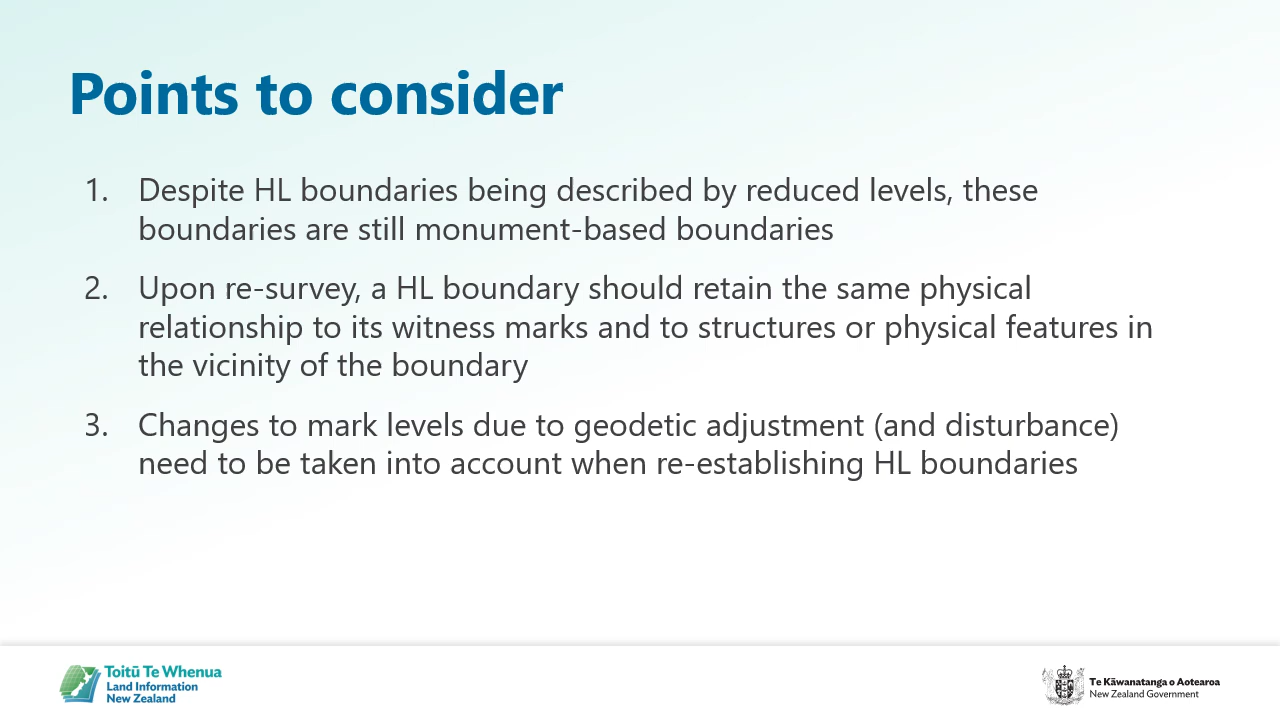 Points to consider
1. Despite HL boundaries being described by reduced levels, these
boundaries are still monument-based boundaries
2. Upon re-survey, a HL boundary should retain the same physical
relationship to its witness marks and to structures or physical features in
the vicinity of the boundary
3. Changes to mark levels due to geodetic adjustment (and disturbance)
need to be taken into account when re-establishing HL boundaries
Toitū Te Whenua
Land Information
New Zealand
Te Kāwanatanga o Aotearoa
New Zealand Government